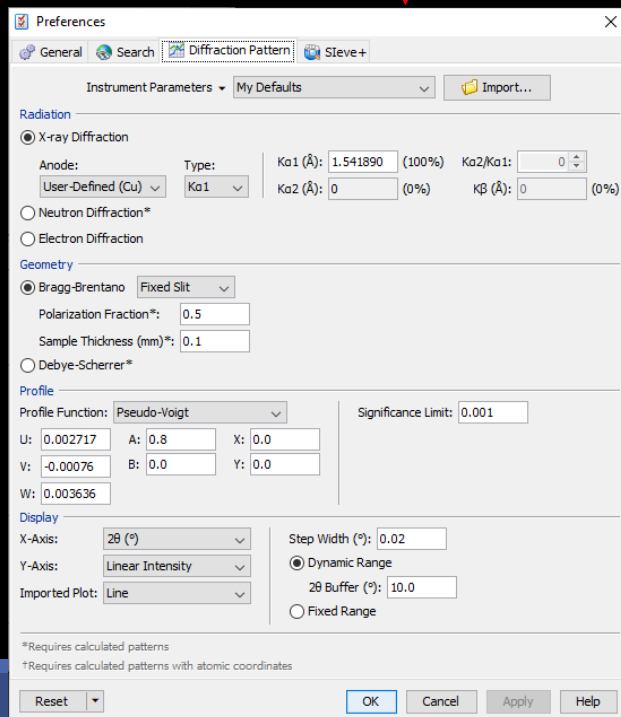 Preferences
General Search Diffraction Pattern SIeve+
Instrument Parameters My Defaults Import...
Radiation
X-ray Diffraction
Anode: Type: Kα1 (Å): 1.541890 (100%) Kα2/Kα1: 0
User-Defined (Cu) Kα1 Kα2 (Å): 0 (0%) Kβ (Å): 0 (0%)
Neutron Diffraction*
Electron Diffraction
Geometry
Bragg-Brentano Fixed Slit
Polarization Fraction*: 0.5
Sample Thickness (mm)*: 0.1
Debye-Scherrer*
Profile
Profile Function: Pseudo-Voigt Significance Limit: 0.001
U: 0.002717 A: 0.8 X: 0.0
V: -0.00076 B: 0.0 Y: 0.0
W: 0.003636
Display
X-Axis: 2θ (°) Step Width (°): 0.02
Y-Axis: Linear Intensity Dynamic Range
Imported Plot: Line 2θ Buffer (°): 10.0
Fixed Range
*Requires calculated patterns
†Requires calculated patterns with atomic coordinates
Reset OK Cancel Apply Help